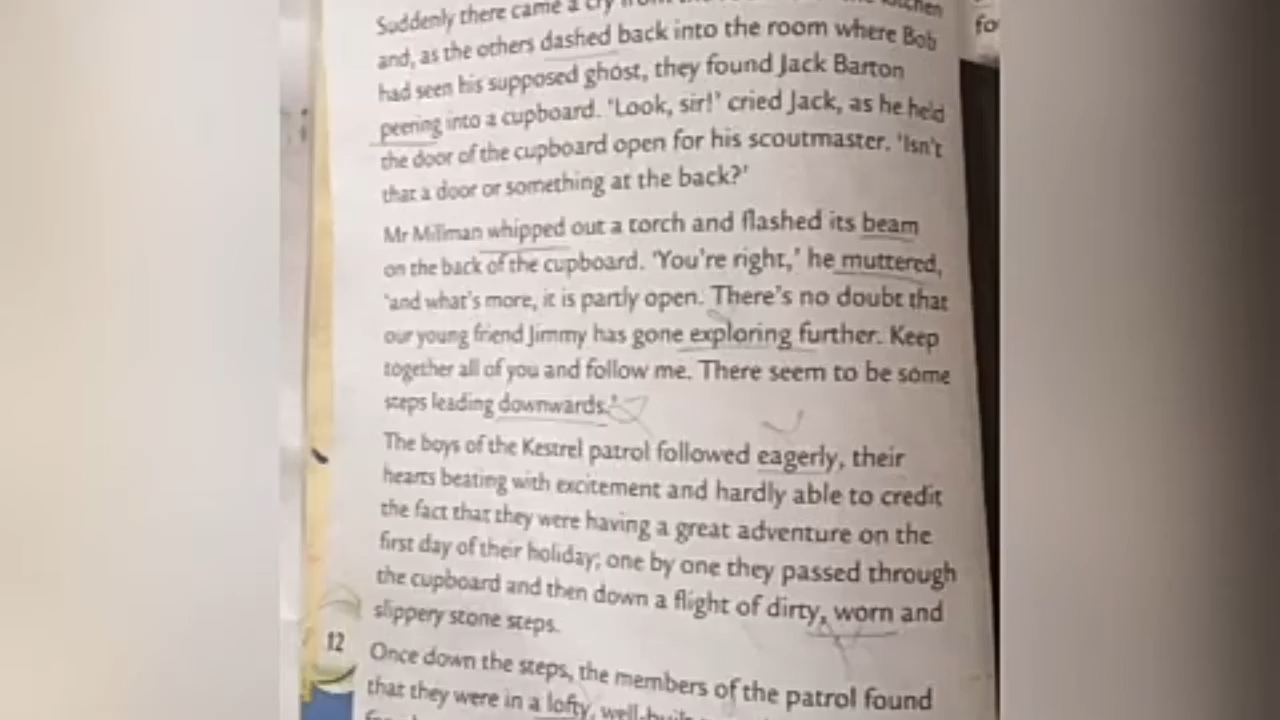 Suddenly there came a cry
kitchen
and, as the others dashed back into the room where Bob
had seen his supposed ghost, they found Jack Barton
peering into a cupboard. 'Look, sir!' cried Jack, as he held
the door of the cupboard open for his scoutmaster. 'Isn't
that a door or something at the back?'
Mr Millman whipped out a torch and flashed its beam
on the back of the cupboard. 'You're right,' he muttered,
'and what's more, it is partly open. There's no doubt that
our young friend Jimmy has gone exploring further. Keep
together all of you and follow me. There seem to be some
steps leading downwards.'
The boys of the Kestrel patrol followed eagerly, their
hearts beating with excitement and hardly able to credit
the fact that they were having a great adventure on the
first day of their holiday; one by one they passed through
the cupboard and then down a flight of dirty, worn and
slippery stone steps.
12
Once down the steps, the members of the patrol found
that they were in a lofty,
fo